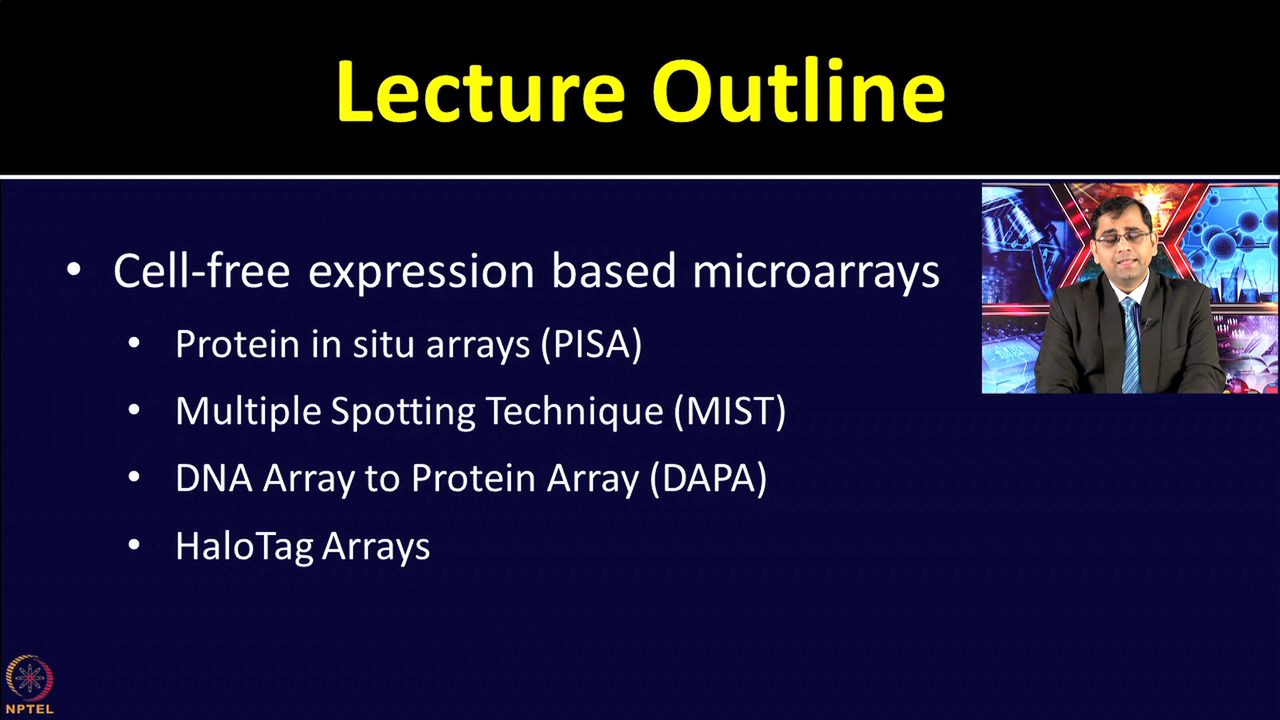 Lecture Outline
• Cell-free expression based microarrays
• Protein in situ arrays (PISA)
• Multiple Spotting Technique (MIST)
• DNA Array to Protein Array (DAPA)
• HaloTag Arrays
NPTEL